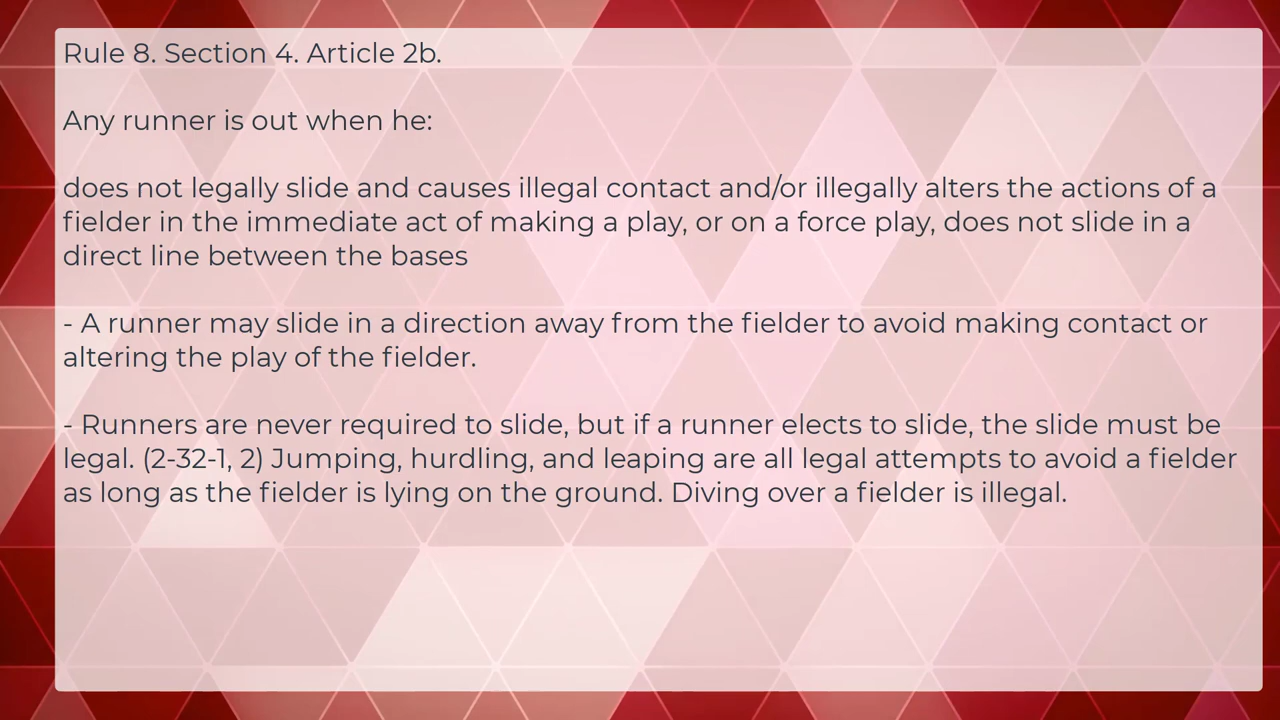 Rule 8. Section 4. Article 2b.
Any runner is out when he:
does not legally slide and causes illegal contact and/or illegally alters the actions of a
fielder in the immediate act of making a play, or on a force play, does not slide in a
direct line between the bases
- A runner may slide in a direction away from the fielder to avoid making contact or
altering the play of the fielder.
- Runners are never required to slide, but if a runner elects to slide, the slide must be
legal. (2-32-1, 2) Jumping, hurdling, and leaping are all legal attempts to avoid a fielder
as long as the fielder is lying on the ground. Diving over a fielder is illegal.